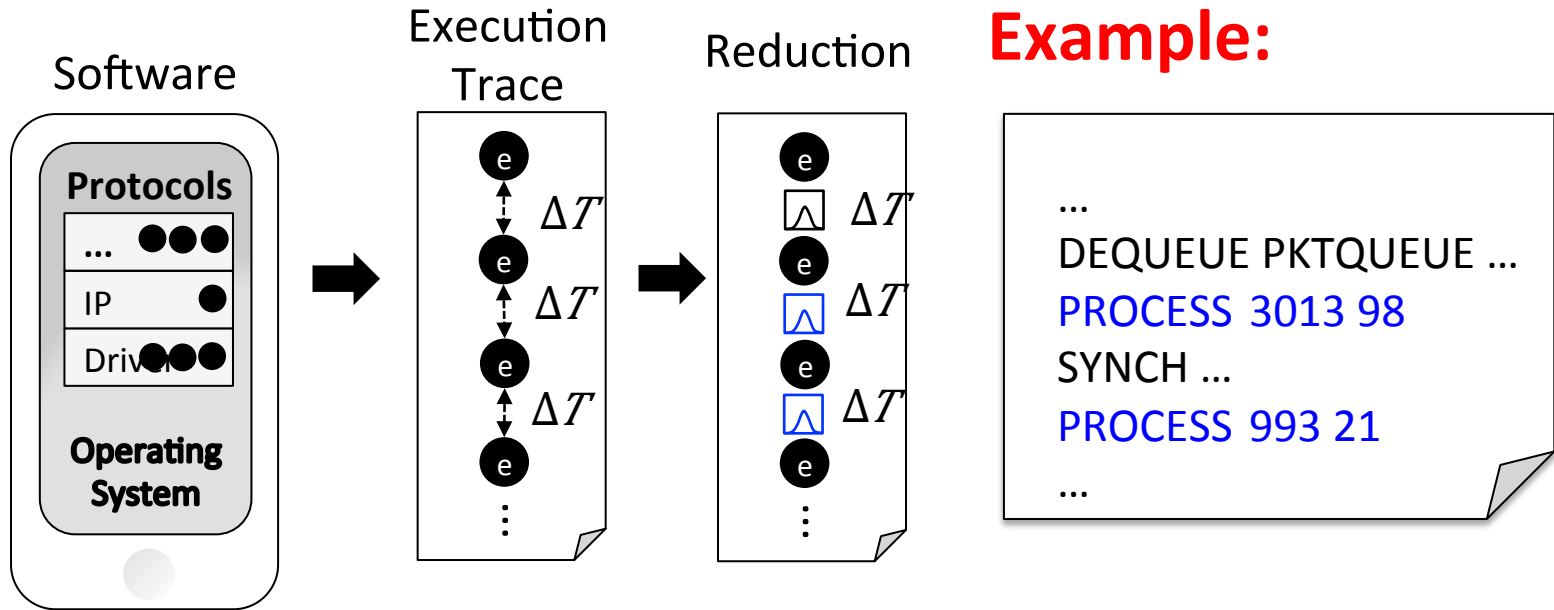 Software
Protocols
...
IP
Driver
Operating
System
Execution
Trace
e
ΔT
e
ΔT
e
ΔT
e
⋮
Reduction
e
ΔT
e
ΔT
e
ΔT
e
⋮
Example:
...
DEQUEUE PKTQUEUE ...
PROCESS 3013 98
SYNCH ...
PROCESS 993 21
...